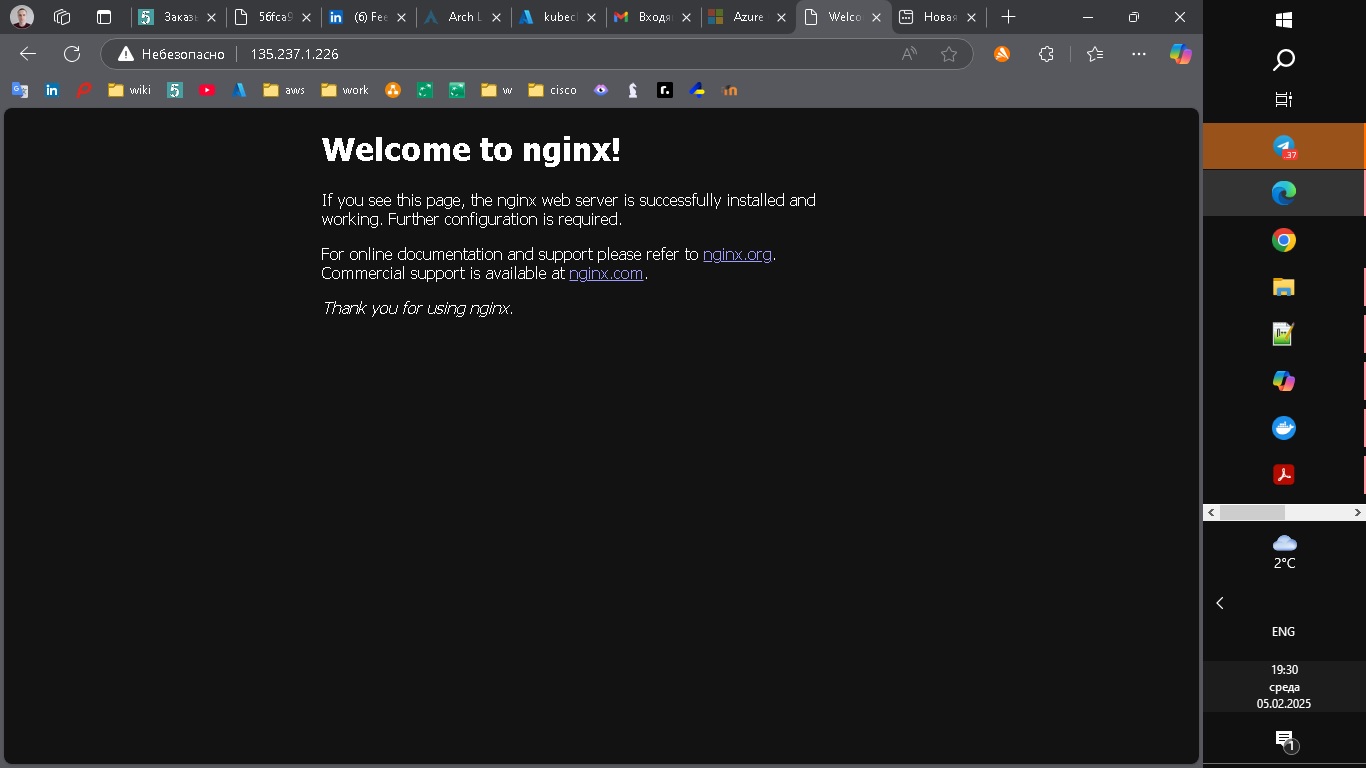 Заказ
56fca9
(6) Fee
Arch L
kubecl
Входя
Azure
Welco
Новая
Небезопасно
135.237.1.226
wiki
aws
work
w
cisco
Welcome to nginx!
If you see this page, the nginx web server is successfully installed and
working. Further configuration is required.
For online documentation and support please refer to nginx.org.
Commercial support is available at nginx.com.
Thank you for using nginx.
37
2°C
ENG
19:30
среда
05.02.2025
1